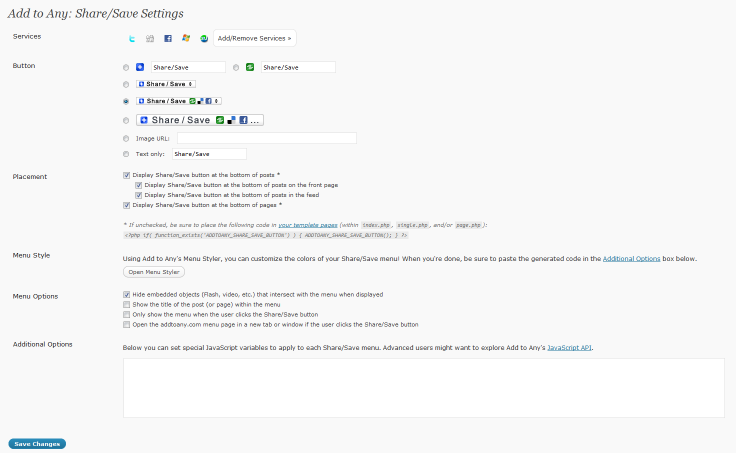 Add to Any: Share/Save Settings
Services
Add/Remove Services »
Button
Share/Save
Share/Save
Share/Save
Share/Save
Share/Save ...
Image URL:
Text only: Share/Save
Placement
Display Share/Save button at the bottom of posts *
Display Share/Save button at the bottom of posts on the front page
Display Share/Save button at the bottom of posts in the feed
Display Share/Save button at the bottom of pages *
* If unchecked, be sure to place the following code in your template pages (within index.php, single.php, and/or page.php):
<?php if( function_exists('ADDTOANY_SHARE_SAVE_BUTTON') ) { ADDTOANY_SHARE_SAVE_BUTTON(); } ?>
Menu Style
Using Add to Any's Menu Styler, you can customize the colors of your Share/Save menu! When you're done, be sure to paste the generated code in the Additional Options box below.
Open Menu Styler
Menu Options
Hide embedded objects (Flash, video, etc.) that intersect with the menu when displayed
Show the title of the post (or page) within the menu
Only show the menu when the user clicks the Share/Save button
Open the addtoany.com menu page in a new tab or window if the user clicks the Share/Save button
Additional Options
Below you can set special JavaScript variables to apply to each Share/Save menu. Advanced users might want to explore Add to Any's JavaScript API.
Save Changes